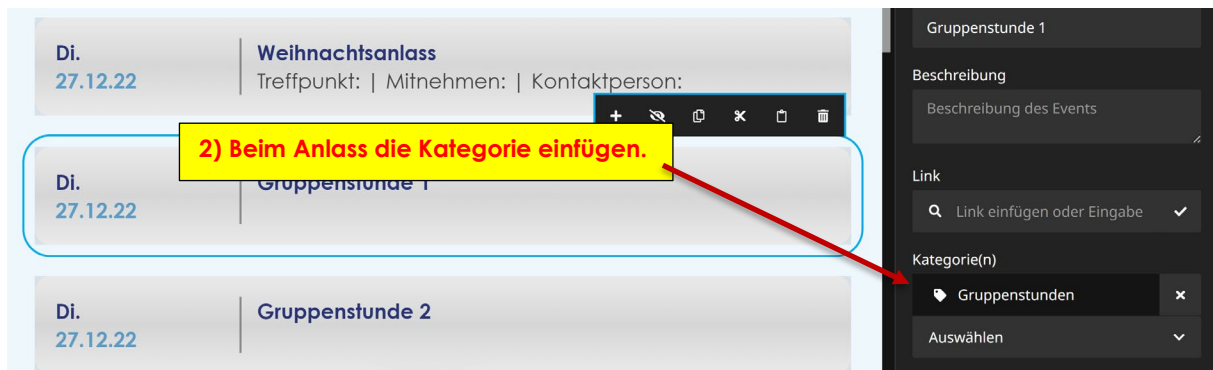 Di.
27.12.22
Weihnachtsanlass
Treffpunkt: | Mitnehmen: | Kontaktperson:
2) Beim Anlass die Kategorie einfügen.
Di.
27.12.22
Gruppenstunde 1
Di.
27.12.22
Gruppenstunde 2
Gruppenstunde 1
Beschreibung
Beschreibung des Events
Link
Link einfügen oder Eingabe
Kategorie(n)
Gruppenstunden
Auswählen